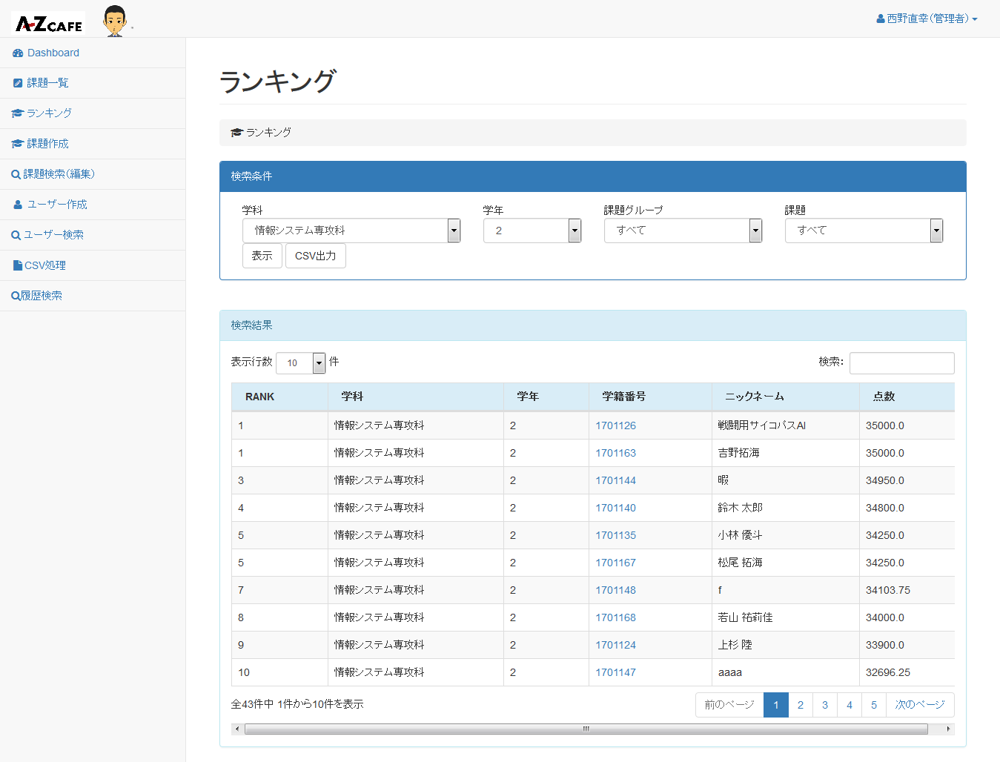 A-Z CAFE
西野直幸(管理者)
Dashboard
課題一覧
ランキング
課題作成
課題検索(編集)
ユーザー作成
ユーザー検索
CSV処理
履歴検索
ランキング
ランキング
検索条件
学科 学年 課題グループ 課題
情報システム専攻科 2 すべて すべて
表示 CSV出力
検索結果
表示行数 10 件 検索:
RANK 学科 学年 学籍番号 ニックネーム 点数
1 情報システム専攻科 2 1701126 戦闘用サイコパスAI 35000.0
1 情報システム専攻科 2 1701163 吉野拓海 35000.0
3 情報システム専攻科 2 1701144 暇 34950.0
4 情報システム専攻科 2 1701140 鈴木 太郎 34800.0
5 情報システム専攻科 2 1701135 小林 優斗 34250.0
5 情報システム専攻科 2 1701167 松尾 拓海 34250.0
7 情報システム専攻科 2 1701148 f 34103.75
8 情報システム専攻科 2 1701168 若山 祐莉佳 34000.0
9 情報システム専攻科 2 1701124 上杉 陸 33900.0
10 情報システム専攻科 2 1701147 aaaa 32696.25
全43件中 1件から10件を表示 前のページ 1 2 3 4 5 次のページ